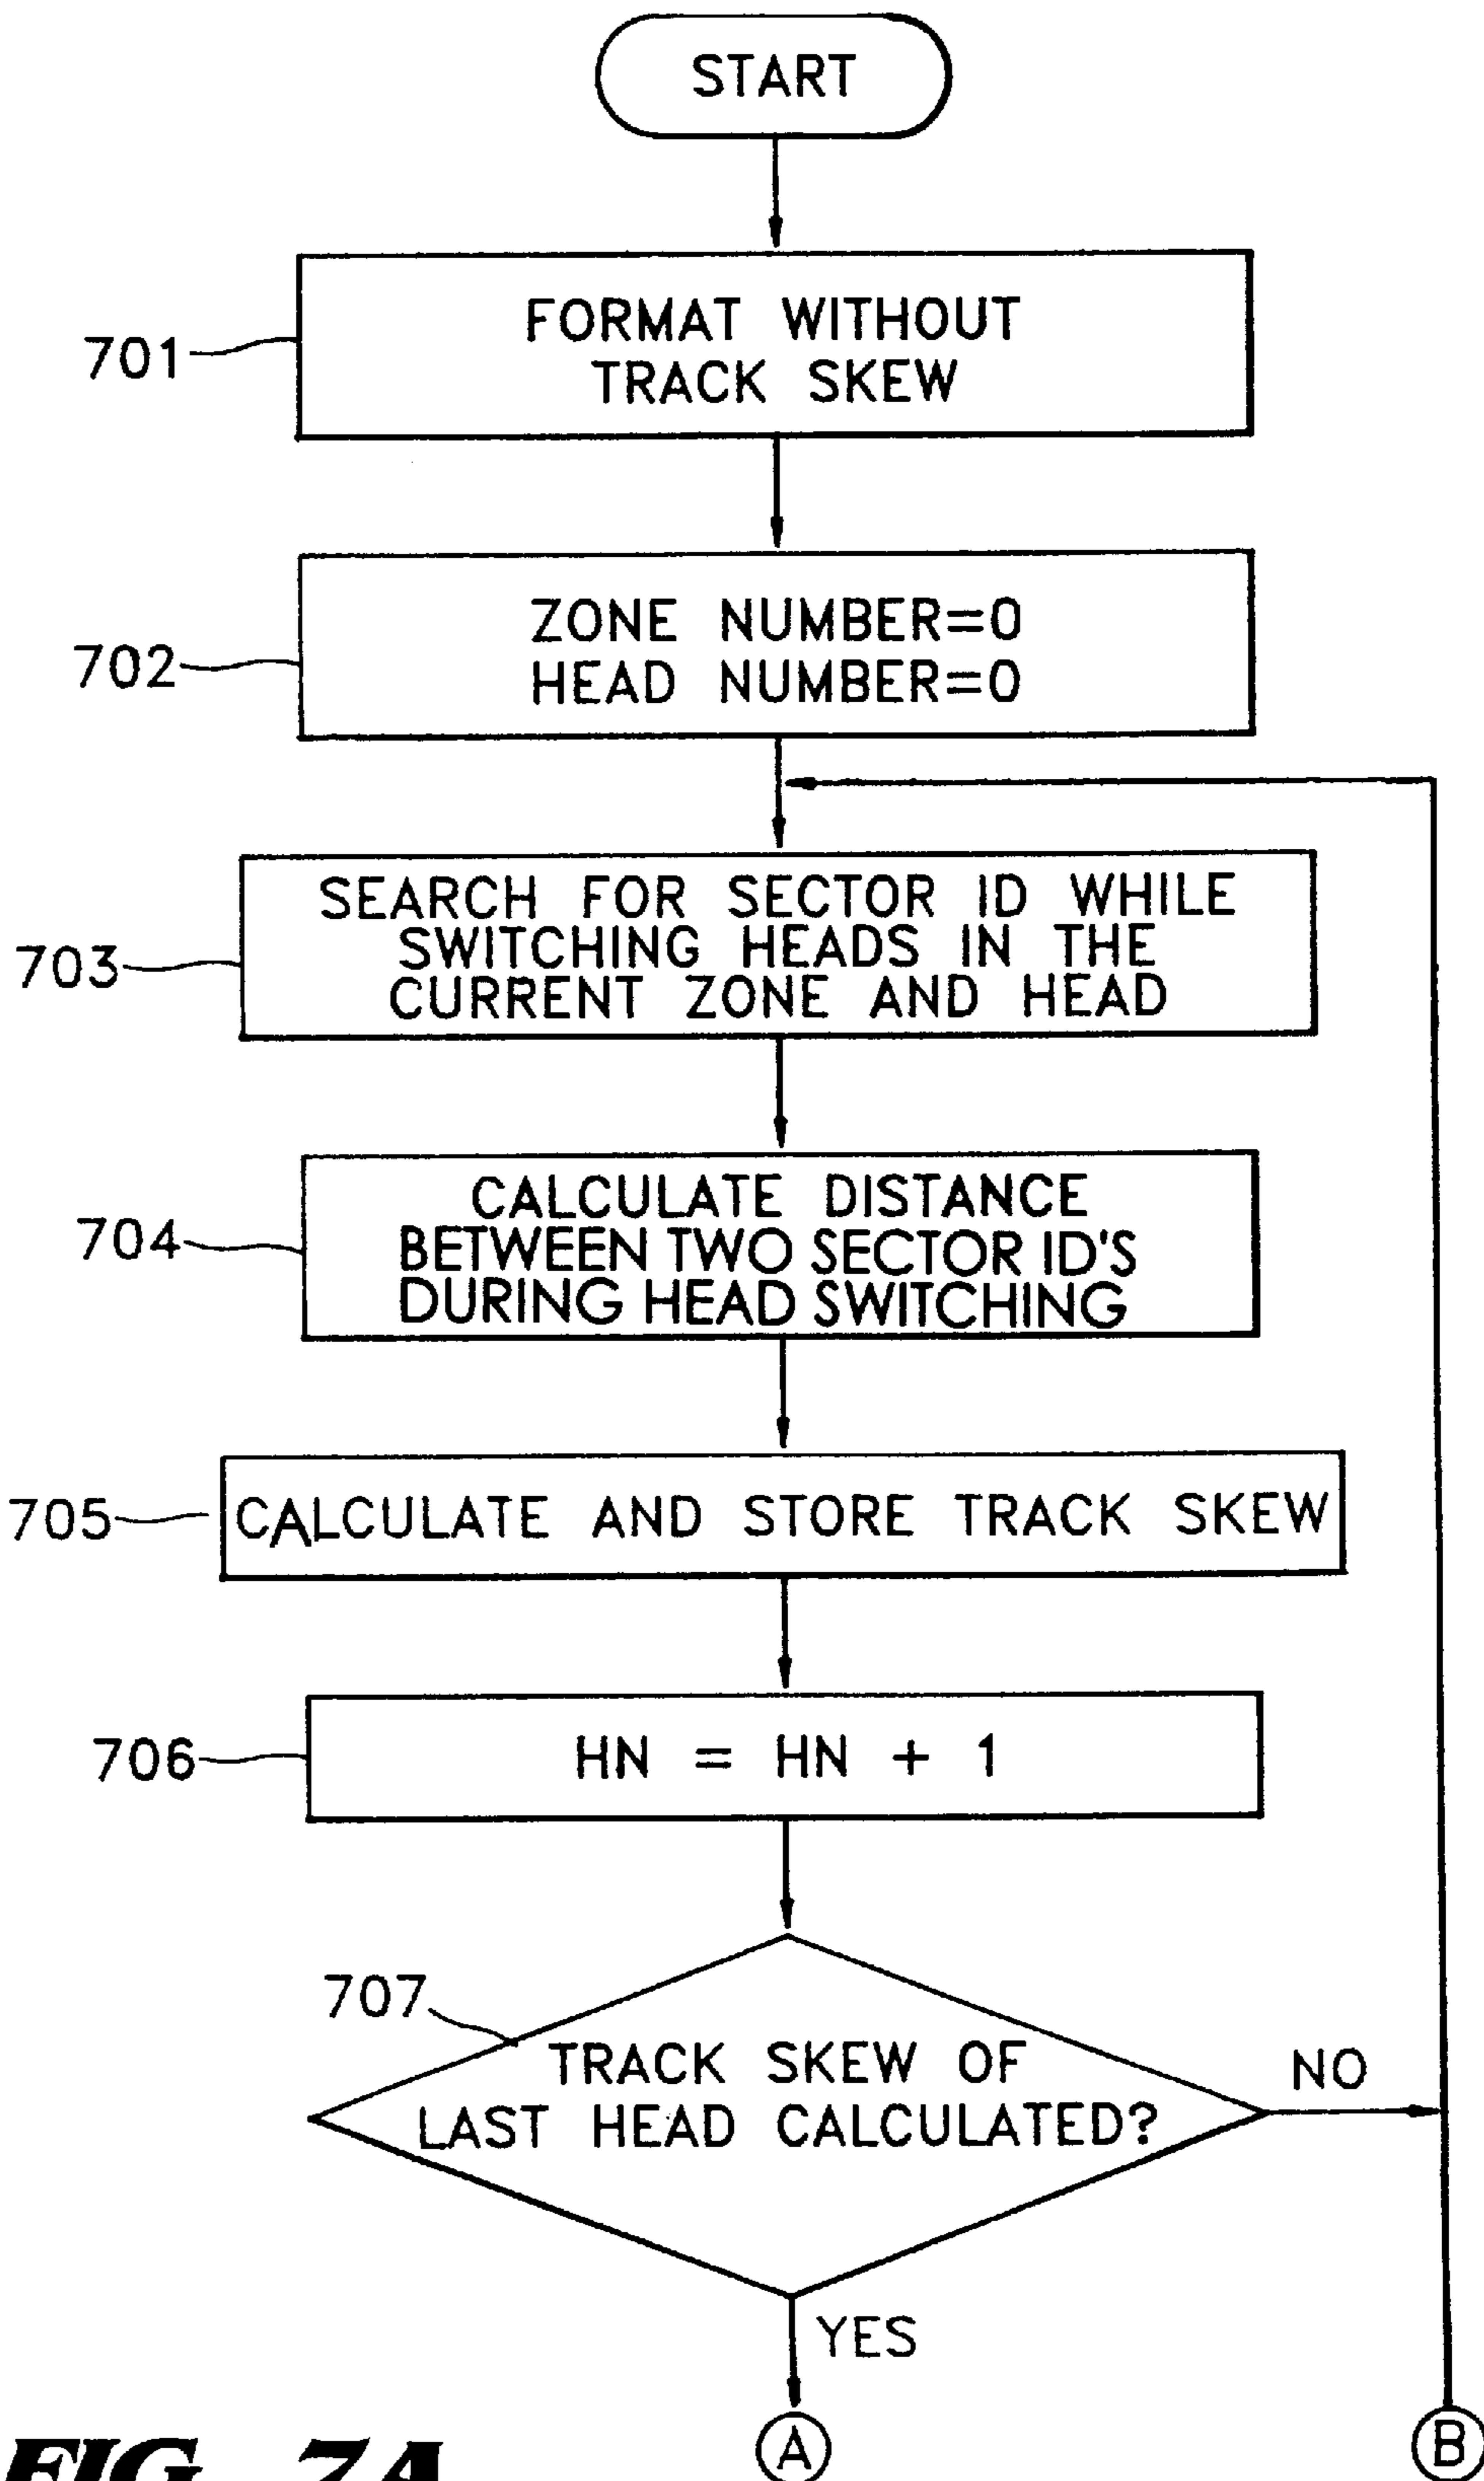 START
701
FORMAT WITHOUT
TRACK SKEW
702
ZONE NUMBER=0
HEAD NUMBER=0
703
SEARCH FOR SECTOR ID WHILE
SWITCHING HEADS IN THE
CURRENT ZONE AND HEAD
704
CALCULATE DISTANCE
BETWEEN TWO SECTOR ID'S
DURING HEAD SWITCHING
705
CALCULATE AND STORE TRACK SKEW
706
HN = HN + 1
707
TRACK SKEW OF
LAST HEAD CALCULATED?
NO
YES
A
B
FIG. 7A